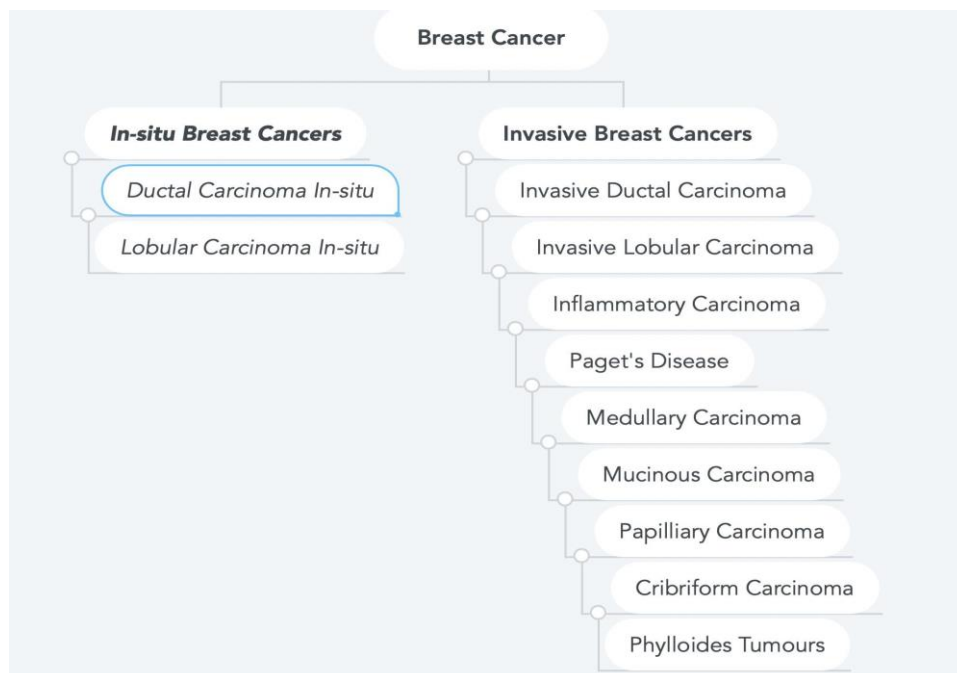 Breast Cancer
In-situ Breast Cancers
Ductal Carcinoma In-situ
Lobular Carcinoma In-situ
Invasive Breast Cancers
Invasive Ductal Carcinoma
Invasive Lobular Carcinoma
Inflammatory Carcinoma
Paget's Disease
Medullary Carcinoma
Mucinous Carcinoma
Papilliary Carcinoma
Cribriform Carcinoma
Phylloides Tumours